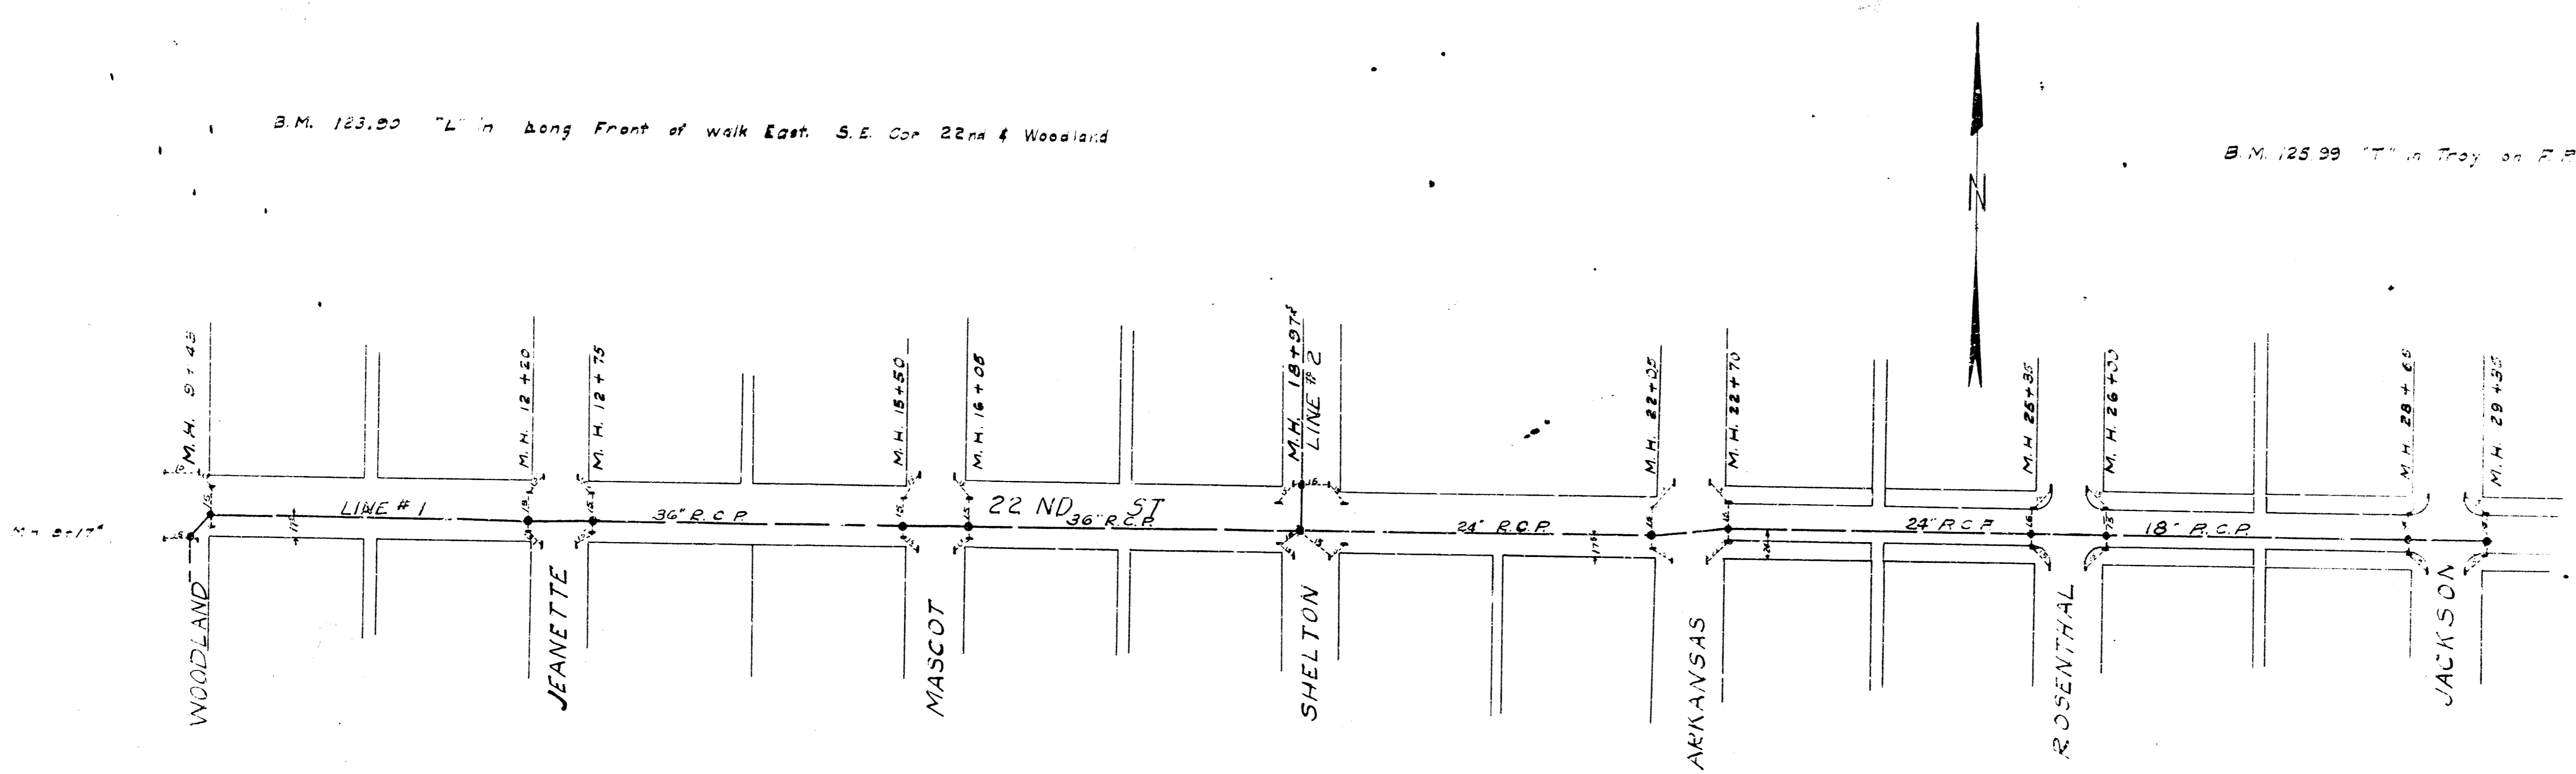 B.M. 123.90 "L" in Long Front of walk East. S.E. Cor 22nd & Woodland
B.M. 125.99 "T" in Troy on
N
M.H. 9+43
M.H. 12+20
M.H. 12+75
M.H. 15+50
M.H. 16+05
M.H. 18+97
LINE #2
M.H. 22+05
M.H. 22+70
M.H. 25+35
M.H. 26+00
M.H. 28+65
M.H. 29+35
LINE #1
36" R.C.P.
22 ND ST
36" R.C.P.
24" R.C.P.
24" R.C.P.
18" R.C.P.
M.H. 9+17
WOODLAND
JEANETTE
MASCOT
SHELTON
ARKANSAS
ROSENTHAL
JACKSON